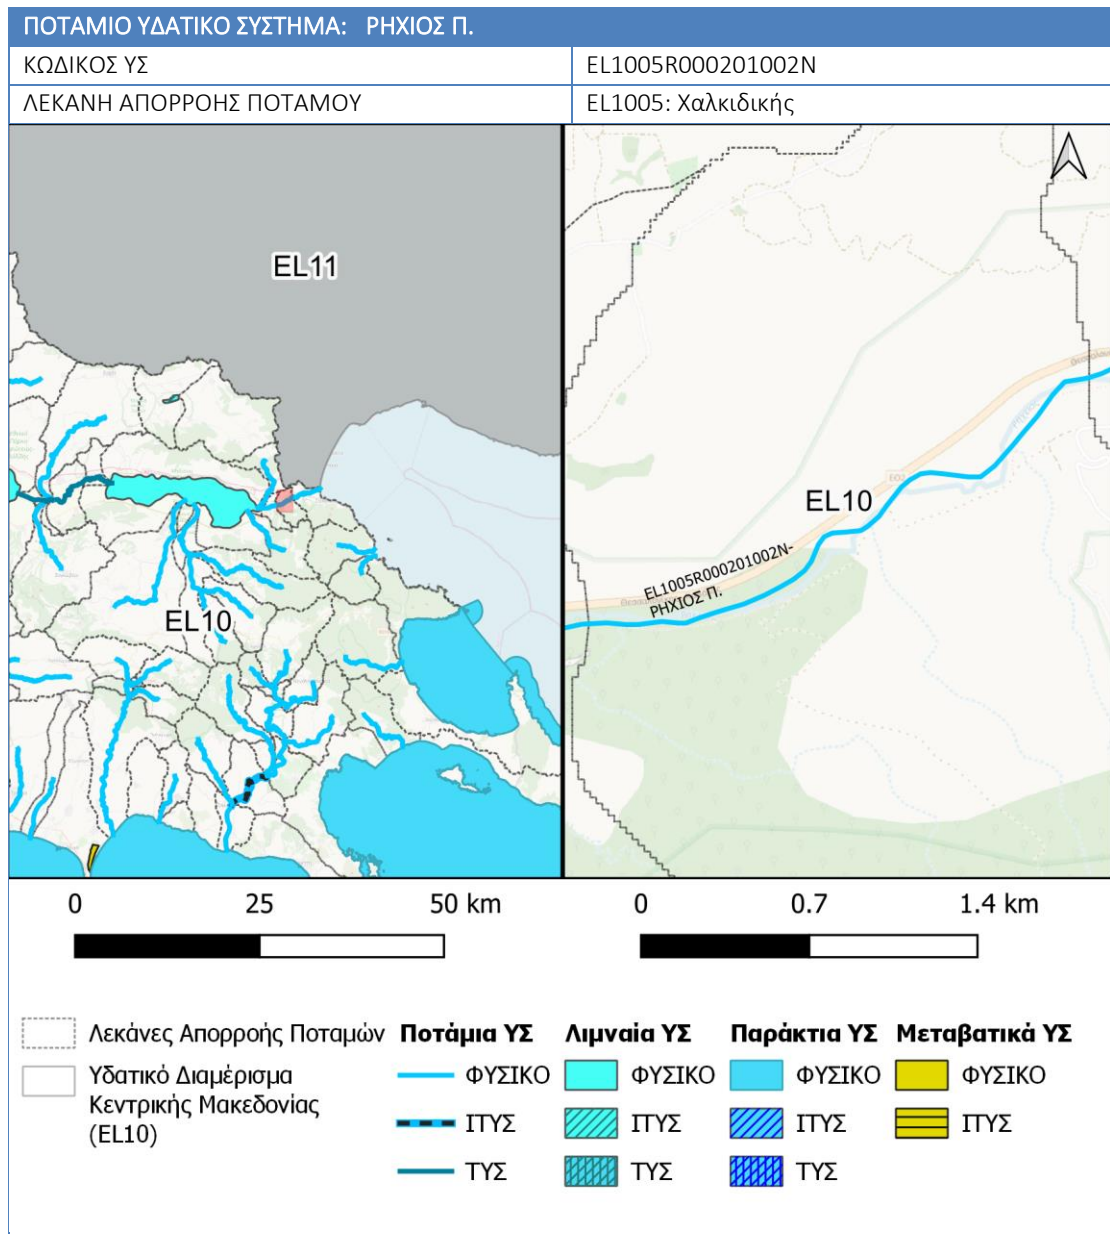 ΠΟΤΑΜΙΟ ΥΔΑΤΙΚΟ ΣΥΣΤΗΜΑ: ΡΗΧΙΟΣ Π.
ΚΩΔΙΚΟΣ ΥΣ EL1005R000201002N
ΛΕΚΑΝΗ ΑΠΟΡΡΟΗΣ ΠΟΤΑΜΟΥ EL1005: Χαλκιδικής
EL11
EL10
EL10
EL1005R000201002N-
ΡΗΧΙΟΣ Π.
ΕΟ2
0 25 50 km
0 0.7 1.4 km
Λεκάνες Απορροής Ποταμών
Υδατικό Διαμέρισμα
Κεντρικής Μακεδονίας
(EL10)
Ποτάμια ΥΣ
ΦΥΣΙΚΟ
ΙΤΥΣ
ΤΥΣ
Λιμναία ΥΣ
ΦΥΣΙΚΟ
ΙΤΥΣ
ΤΥΣ
Παράκτια ΥΣ
ΦΥΣΙΚΟ
ΙΤΥΣ
ΤΥΣ
Μεταβατικά ΥΣ
ΦΥΣΙΚΟ
ΙΤΥΣ